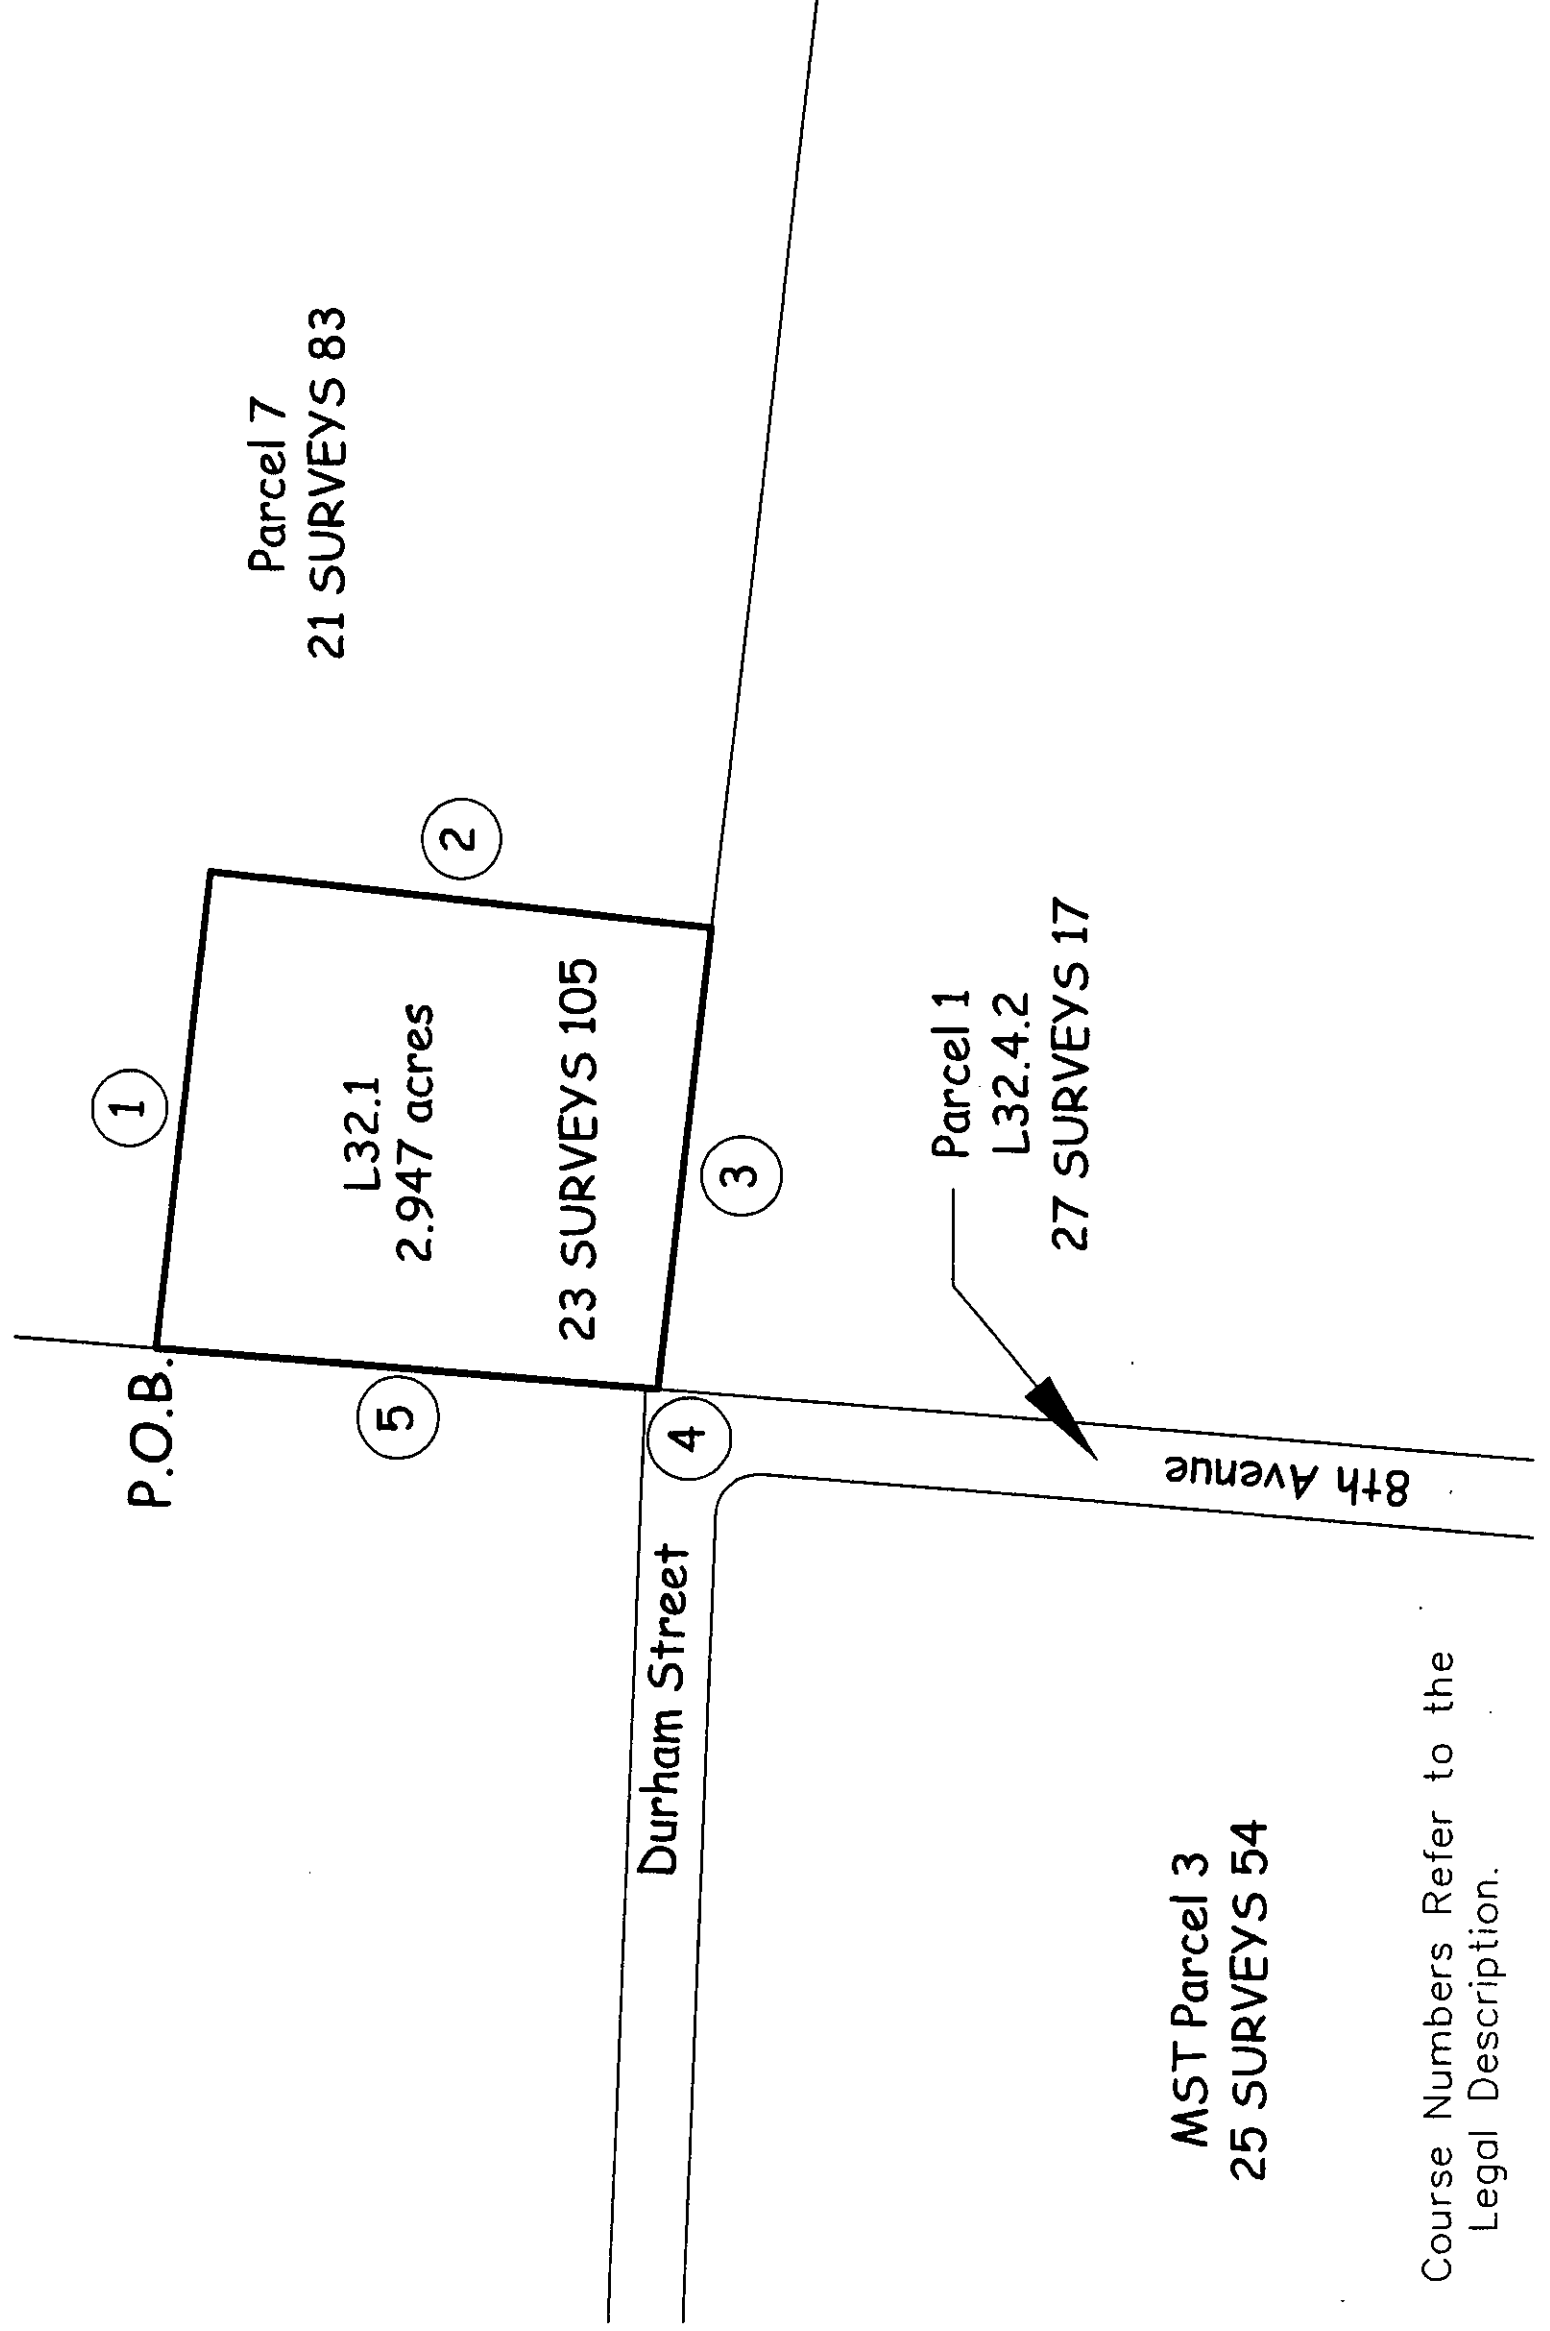 P.O.B.
1
2
3
4
5
L32.1
2.947 acres
23 SURVEYS 105
Parcel 7
21 SURVEYS 83
Durham Street
Parcel 1
L32.4.2
27 SURVEYS 17
8th Avenue
MST Parcel 3
25 SURVEYS 54
Course Numbers Refer to the
Legal Description.